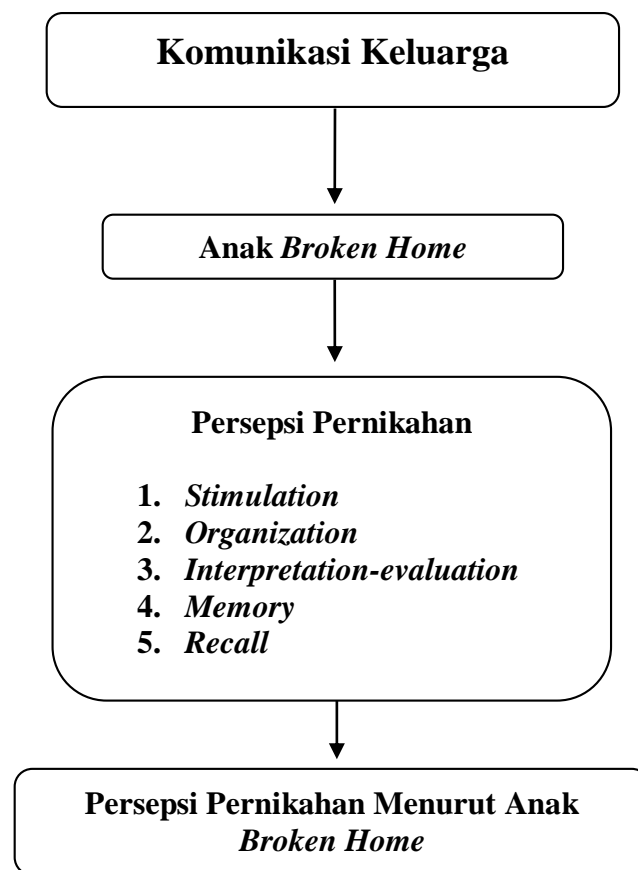 Komunikasi Keluarga
Anak Broken Home
Persepsi Pernikahan
1. Stimulation
2. Organization
3. Interpretation-evaluation
4. Memory
5. Recall
Persepsi Pernikahan Menurut Anak
Broken Home